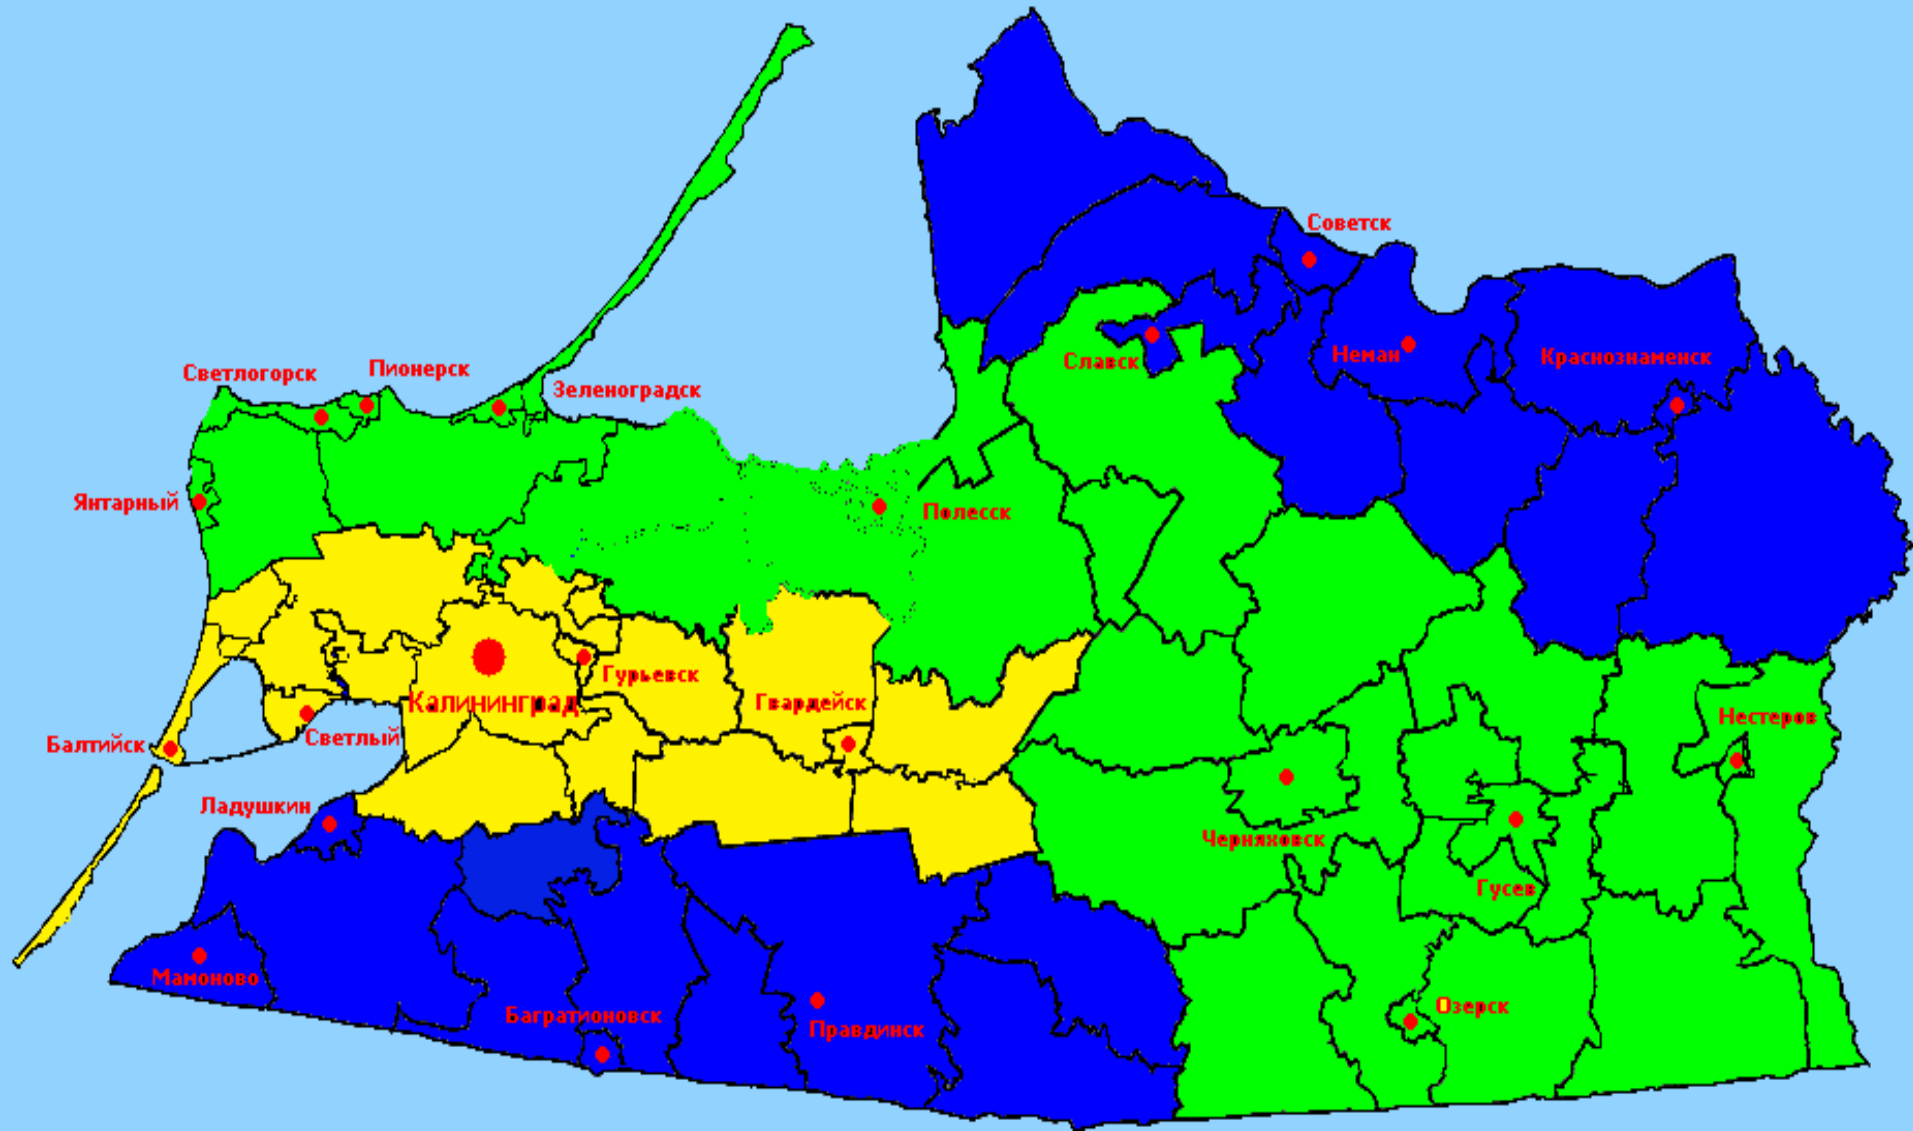 Советск
Славск
Неман
Краснознаменск
Светлогорск
Пионерск
Зеленоградск
Янтарный
Полесск
Гурьевск
Калининград
Гвардейск
Нестеров
Балтийск
Светлый
Ладушкин
Черняховск
Гусев
Мамоново
Багратионовск
Правдинск
Озерск